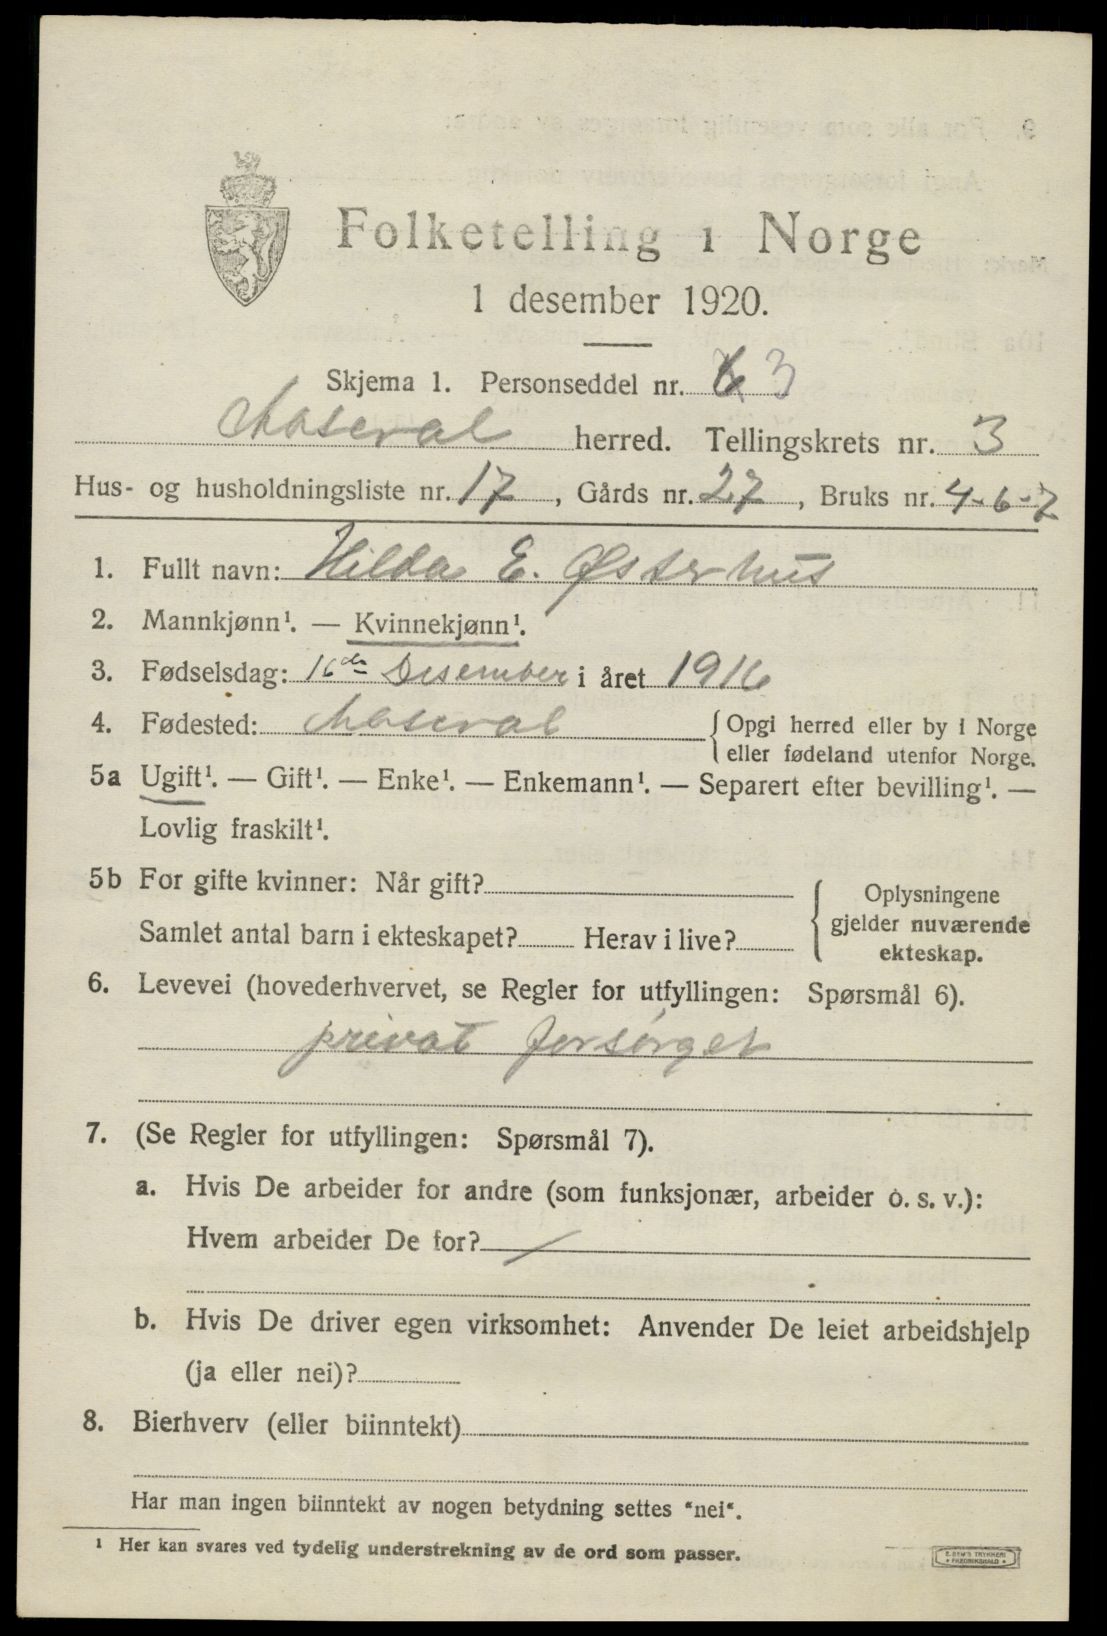 Folketelling i Norge
1 desember 1920.
Skjema 1. Personseddel nr. 3
Aaseral herred. Tellingskrets nr. 3
Hus- og husholdningsliste nr. 17, Gårds nr. 27, Bruks nr. 4-6-7
1. Fullt navn: Hilda E. Østerhus
2. Mannkjønn¹. — Kvinnekjønn¹.
3. Fødselsdag: 16de Desember i året 1916
4. Fødested: Aaseral { Opgi herred eller by i Norge
eller fødeland utenfor Norge.
5a Ugift¹. — Gift¹. — Enke¹. — Enkemann¹. — Separert efter bevilling¹. —
Lovlig fraskilt¹.
5b For gifte kvinner: Når gift?
Samlet antal barn i ekteskapet? Herav i live?
{ Oplysningene
gjelder nuværende
ekteskap.
6. Levevei (hovederhvervet, se Regler for utfyllingen: Spørsmål 6).
privat forsørget
7. (Se Regler for utfyllingen: Spørsmål 7).
a. Hvis De arbeider for andre (som funksjonær, arbeider o. s. v.):
Hvem arbeider De for? /
b. Hvis De driver egen virksomhet: Anvender De leiet arbeidshjelp
(ja eller nei)?
8. Bierhverv (eller biinntekt)
Har man ingen biinntekt av nogen betydning settes "nei".
¹ Her kan svares ved tydelig understrekning av de ord som passer.